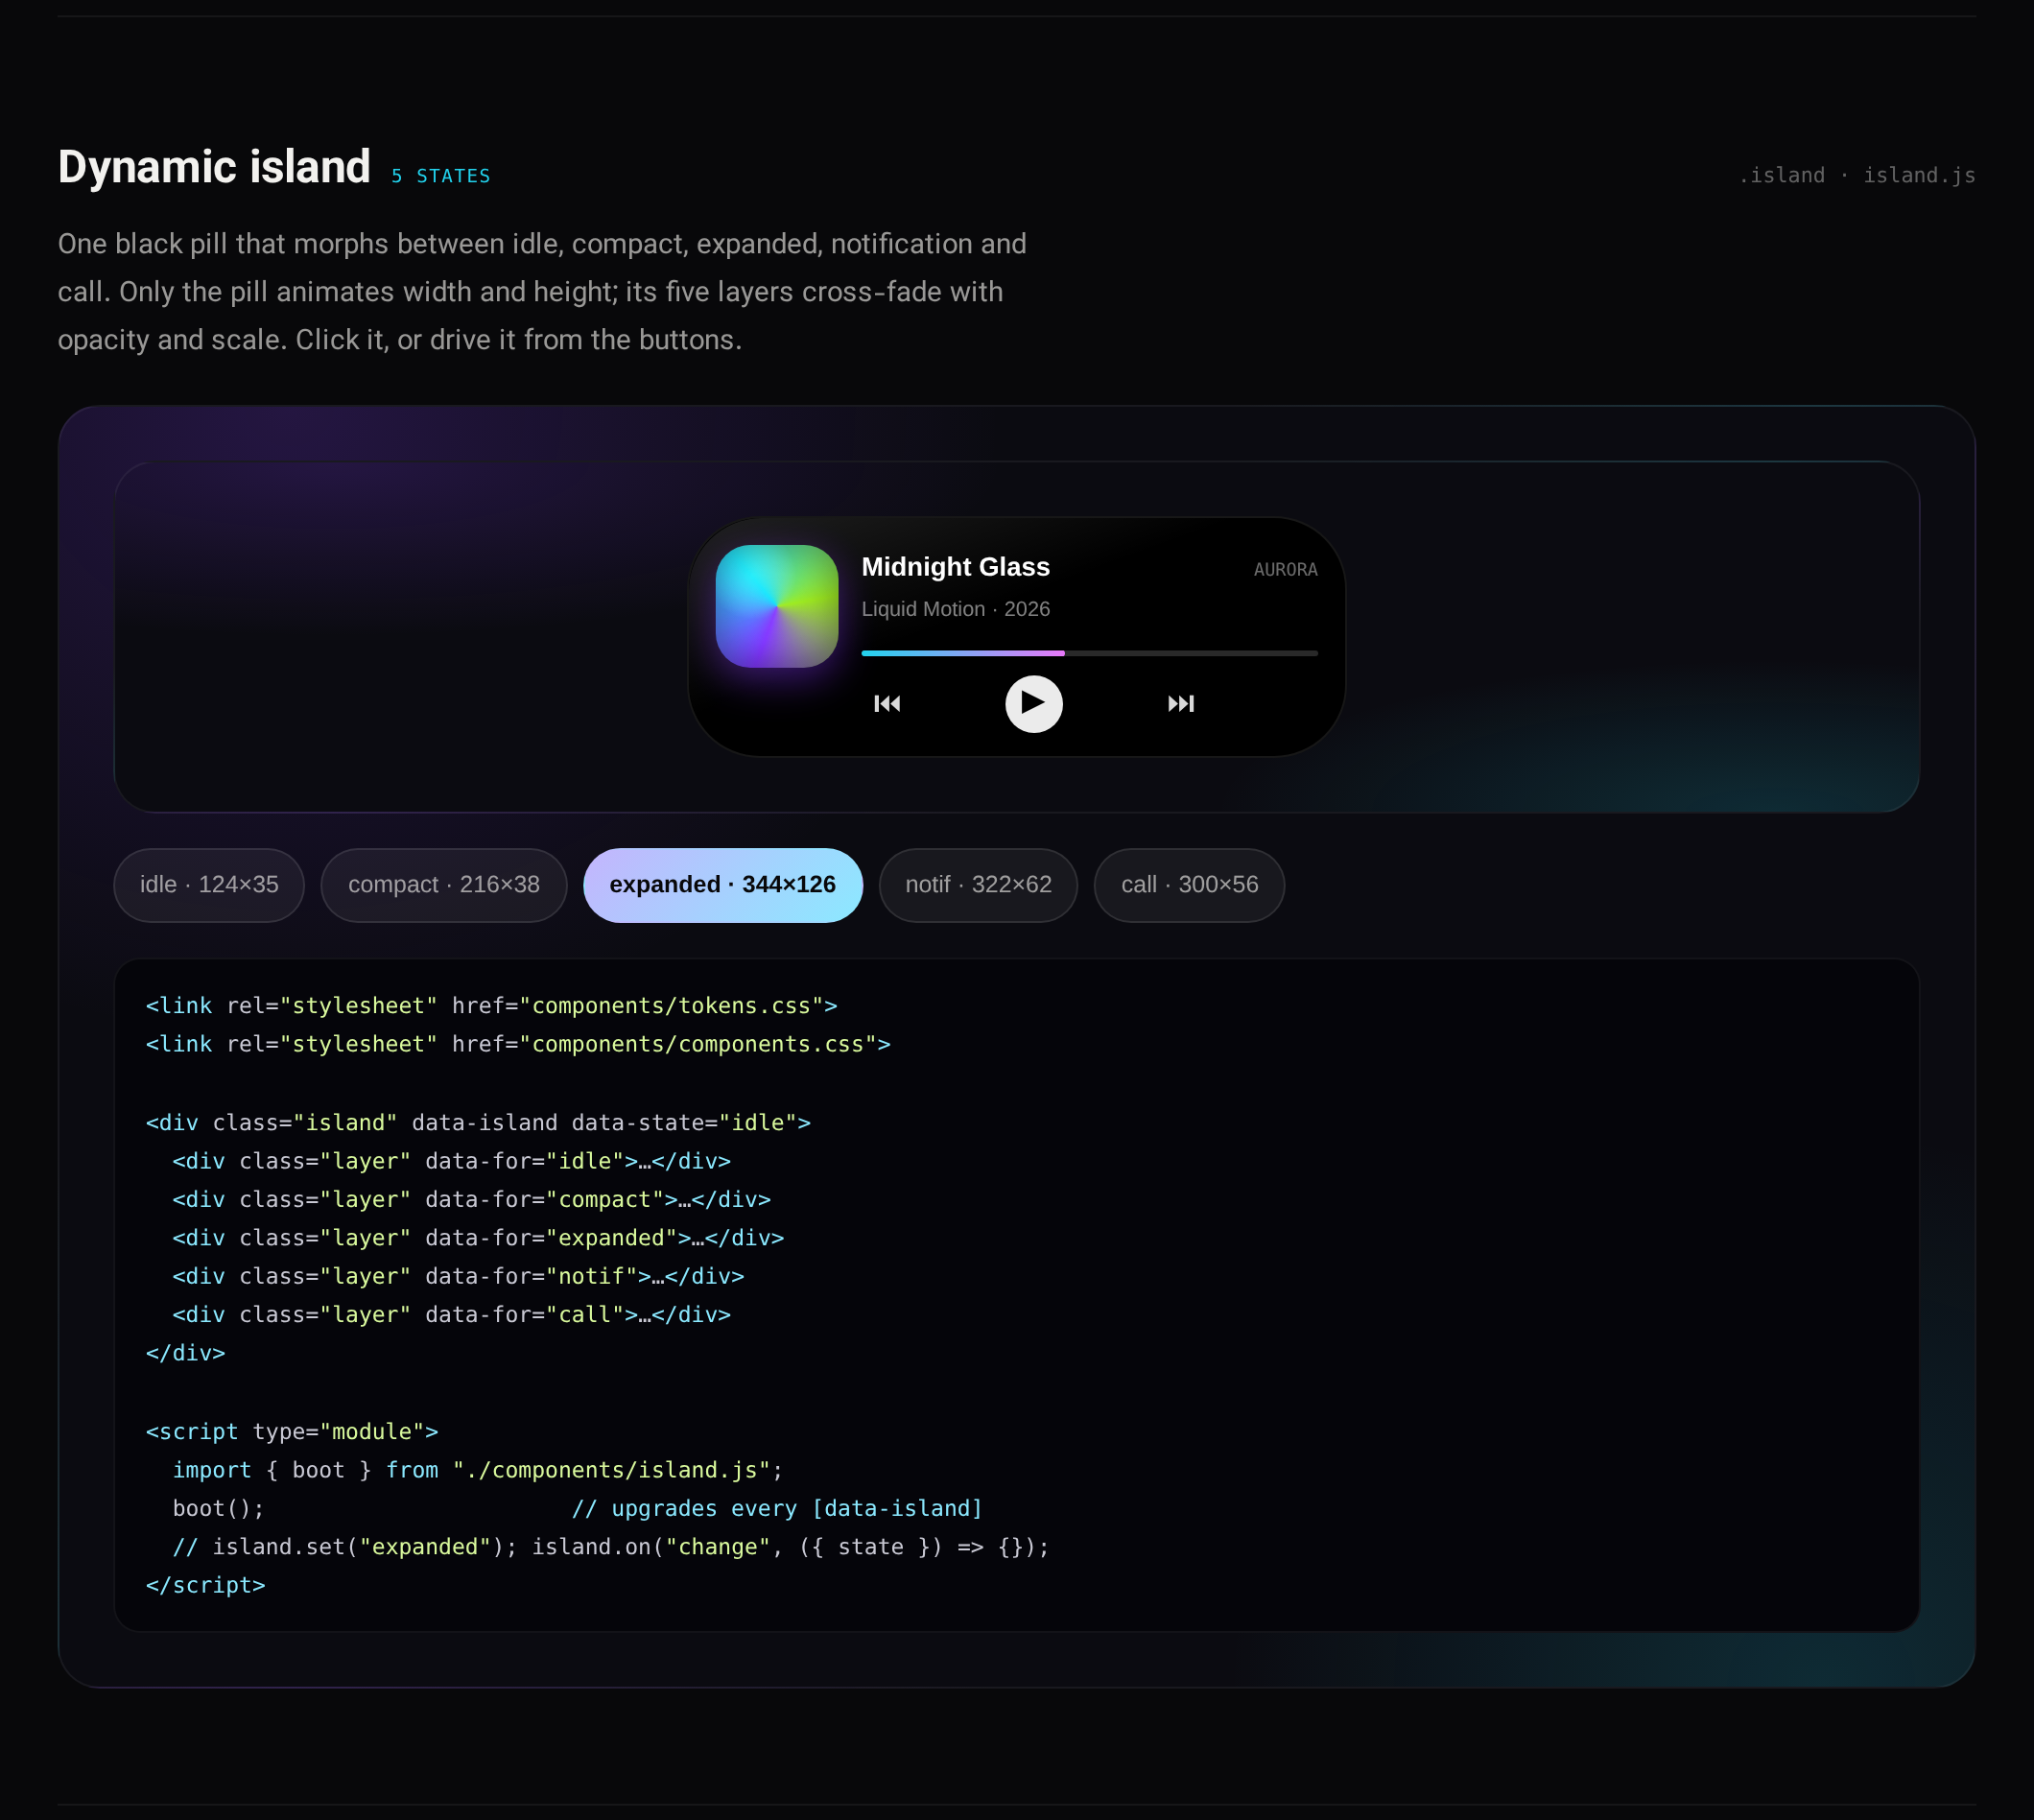 Dynamic island 5 STATES .island · island.js
One black pill that morphs between idle, compact, expanded, notification and
call. Only the pill animates width and height; its five layers cross-fade with
opacity and scale. Click it, or drive it from the buttons.
Midnight Glass AURORA
Liquid Motion · 2026
idle · 124×35 compact · 216×38 expanded · 344×126 notif · 322×62 call · 300×56
<link rel="stylesheet" href="components/tokens.css">
<link rel="stylesheet" href="components/components.css">
<div class="island" data-island data-state="idle">
  <div class="layer" data-for="idle">…</div>
  <div class="layer" data-for="compact">…</div>
  <div class="layer" data-for="expanded">…</div>
  <div class="layer" data-for="notif">…</div>
  <div class="layer" data-for="call">…</div>
</div>
<script type="module">
  import { boot } from "./components/island.js";
  boot();                       // upgrades every [data-island]
  // island.set("expanded"); island.on("change", ({ state }) => {});
</script>